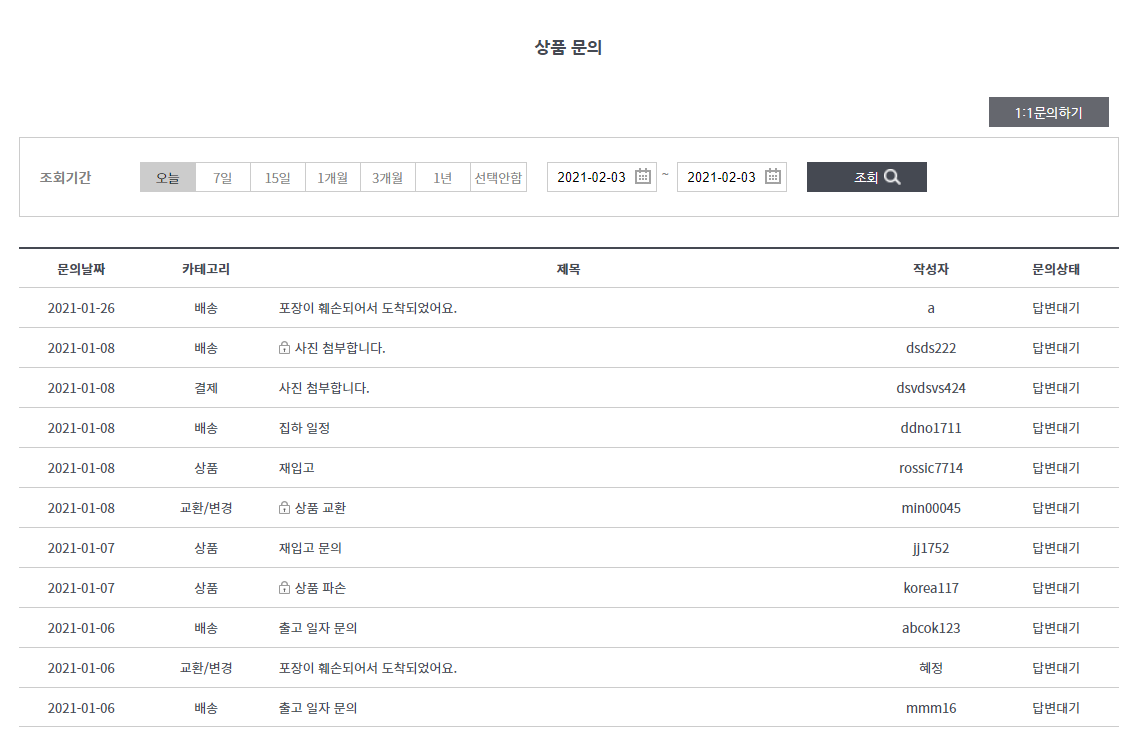 상품 문의
1:1문의하기
조회기간 오늘 7일 15일 1개월 3개월 1년 선택안함 2021-02-03 ~ 2021-02-03 조회
문의날짜 카테고리 제목 작성자 문의상태
2021-01-26 배송 포장이 훼손되어서 도착되었어요. a 답변대기
2021-01-08 배송 사진 첨부합니다. dsds222 답변대기
2021-01-08 결제 사진 첨부합니다. dsvdsvs424 답변대기
2021-01-08 배송 집하 일정 ddno1711 답변대기
2021-01-08 상품 재입고 rossic7714 답변대기
2021-01-08 교환/변경 상품 교환 min00045 답변대기
2021-01-07 상품 재입고 문의 jj1752 답변대기
2021-01-07 상품 상품 파손 korea117 답변대기
2021-01-06 배송 출고 일자 문의 abcok123 답변대기
2021-01-06 교환/변경 포장이 훼손되어서 도착되었어요. 혜정 답변대기
2021-01-06 배송 출고 일자 문의 mmm16 답변대기